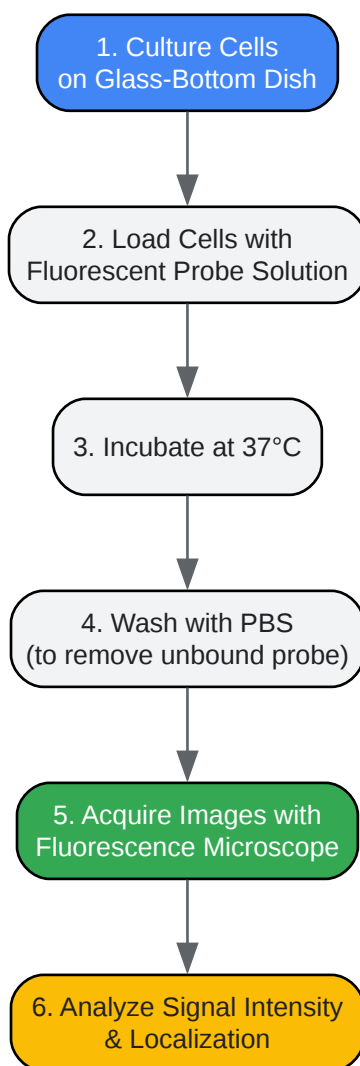 1. Culture Cells
on Glass-Bottom Dish
2. Load Cells with
Fluorescent Probe Solution
3. Incubate at 37°C
4. Wash with PBS
(to remove unbound probe)
5. Acquire Images with
Fluorescence Microscope
6. Analyze Signal Intensity
& Localization